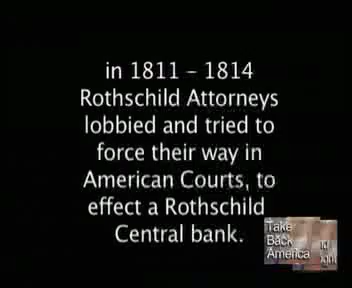 in 1811 – 1814
Rothschild Attorneys
lobbied and tried to
force their way in
American Courts, to
effect a Rothschild
Central bank.
Take
Back
America